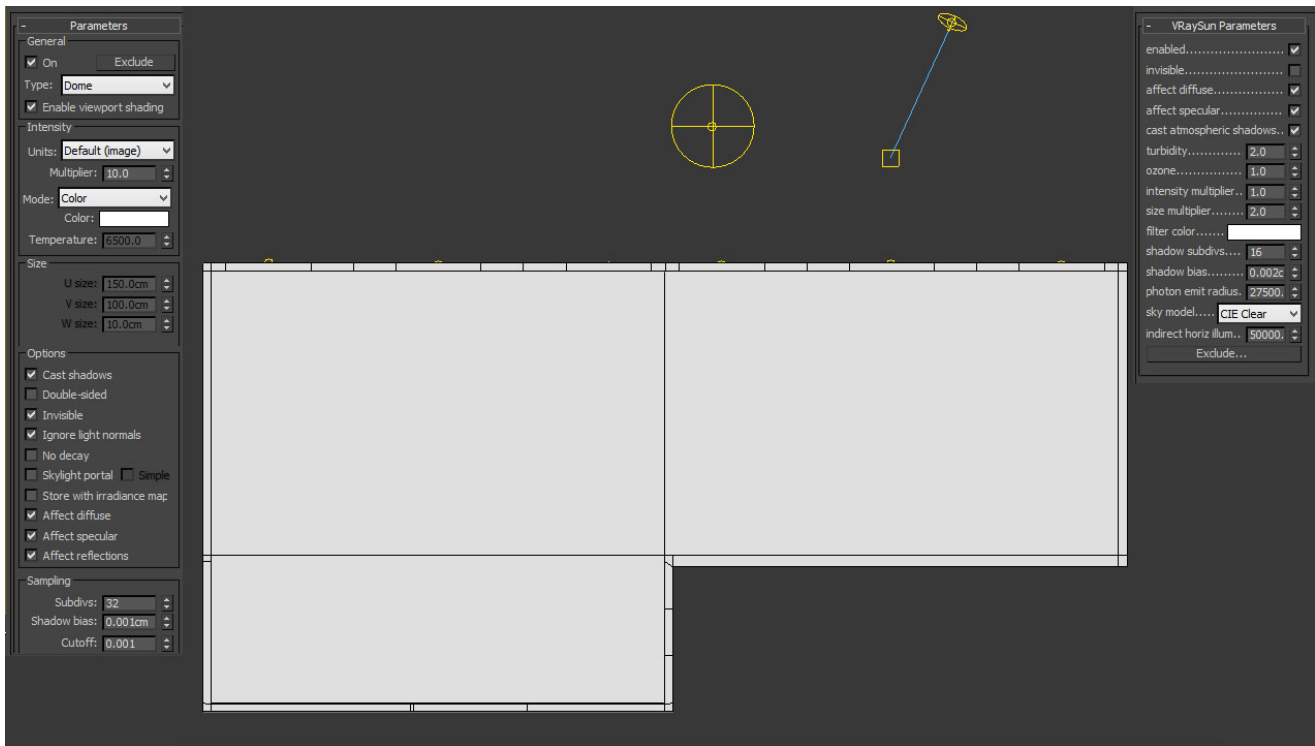 - Parameters
General
On Exclude
Type: Dome
Enable viewport shading
Intensity
Units: Default (image)
Multiplier: 10.0
Mode: Color
Color:
Temperature: 6500.0
Size
U size: 150.0cm
V size: 100.0cm
W size: 10.0cm
Options
Cast shadows
Double-sided
Invisible
Ignore light normals
No decay
Skylight portal Simple
Store with irradiance map
Affect diffuse
Affect specular
Affect reflections
Sampling
Subdivs: 32
Shadow bias: 0.001cm
Cutoff: 0.001
- VRaySun Parameters
enabled........................
invisible........................
affect diffuse.................
affect specular...............
cast atmospheric shadows..
turbidity............. 2.0
ozone................ 1.0
intensity multiplier.. 1.0
size multiplier........ 2.0
filter color.......
shadow subdivs.... 16
shadow bias......... 0.002c
photon emit radius. 27500.
sky model..... CIE Clear
indirect horiz illum.. 50000.
Exclude...